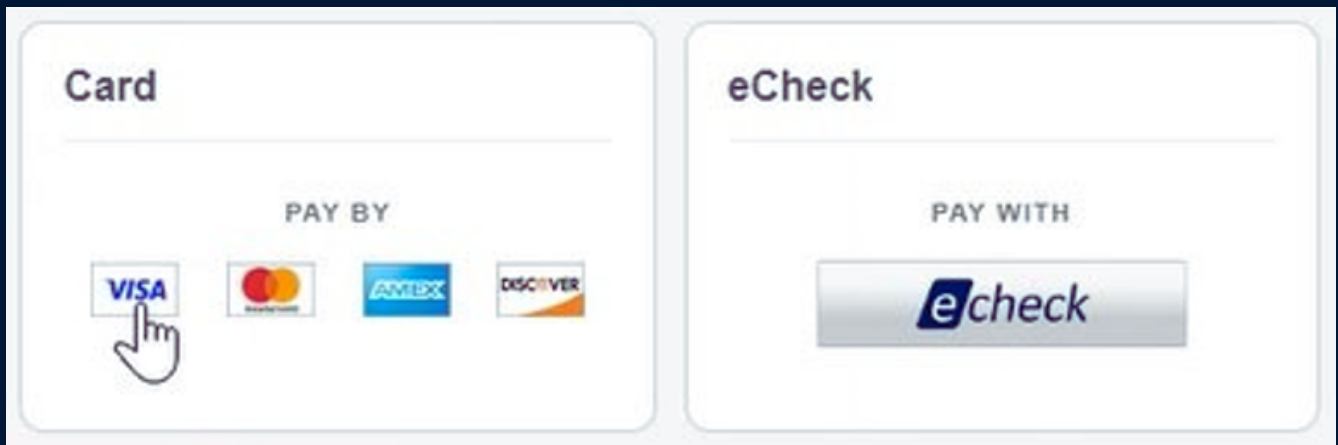 Card
PAY BY
VISA
AMEX
DISCOVER
eCheck
PAY WITH
echeck